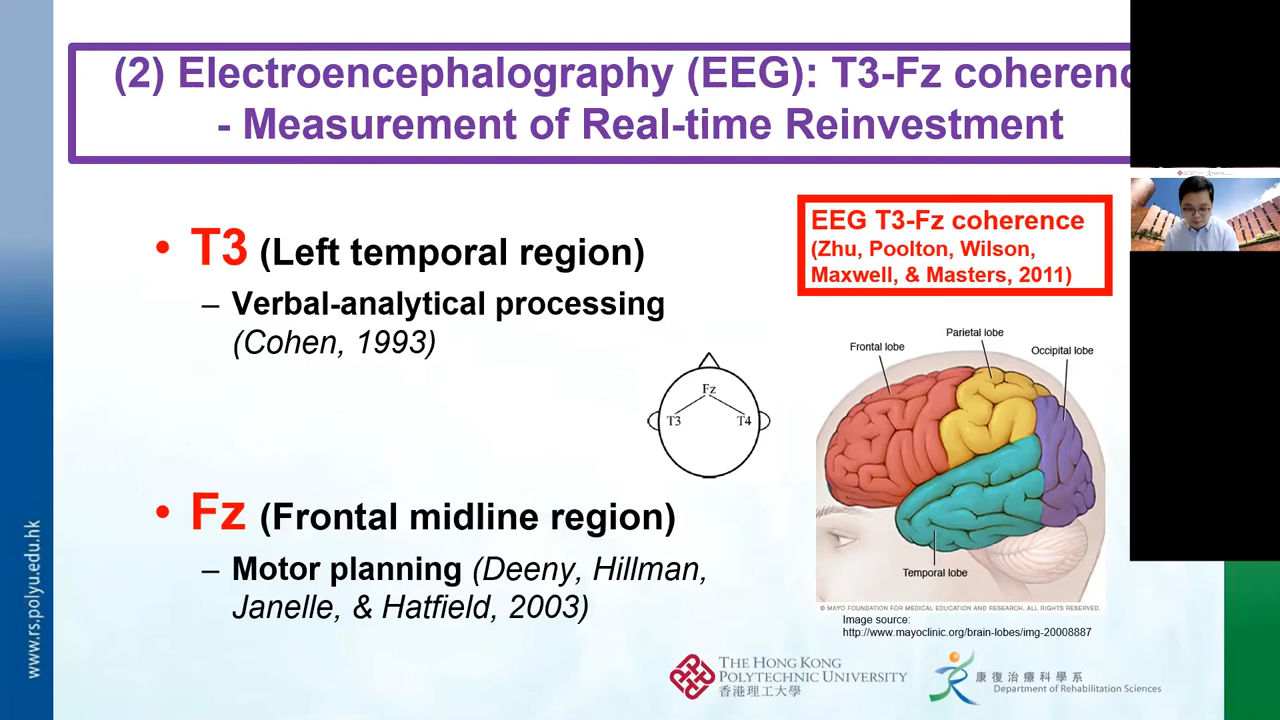 (2) Electroencephalography (EEG): T3-Fz coherenc
- Measurement of Real-time Reinvestment
• T3 (Left temporal region)
– Verbal-analytical processing
(Cohen, 1993)
• Fz (Frontal midline region)
– Motor planning (Deeny, Hillman,
Janelle, & Hatfield, 2003)
Fz
T3
T4
EEG T3-Fz coherence
(Zhu, Poolton, Wilson,
Maxwell, & Masters, 2011)
Parietal lobe
Frontal lobe
Occipital lobe
Temporal lobe
© MAYO FOUNDATION FOR MEDICAL EDUCATION AND RESEARCH. ALL RIGHTS RESERVED.
Image source:
http://www.mayoclinic.org/brain-lobes/img-20008887
www.rs.polyu.edu.hk
THE HONG KONG
POLYTECHNIC UNIVERSITY
香港理工大學
康復治療科學系
Department of Rehabilitation Sciences